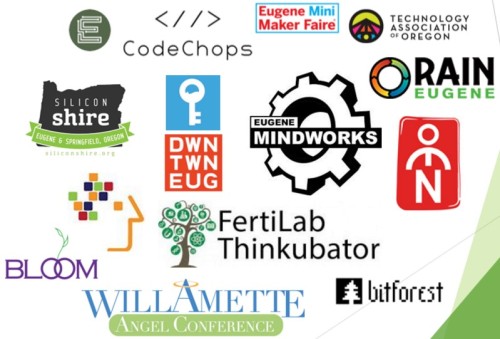 E
<///>
CodeChops
Eugene Mini
Maker Faire
TECHNOLOGY
ASSOCIATION
OF OREGON
RAIN
EUGENE
SILICON
shire
EUGENE & SPRINGFIELD, OREGON
siliconshire.org
DWN
TWN
EUG
EUGENE
MINDWORKS
N
BLOOM
FertiLab
Thinkubator
WILLAMETTE
ANGEL CONFERENCE
bitforest